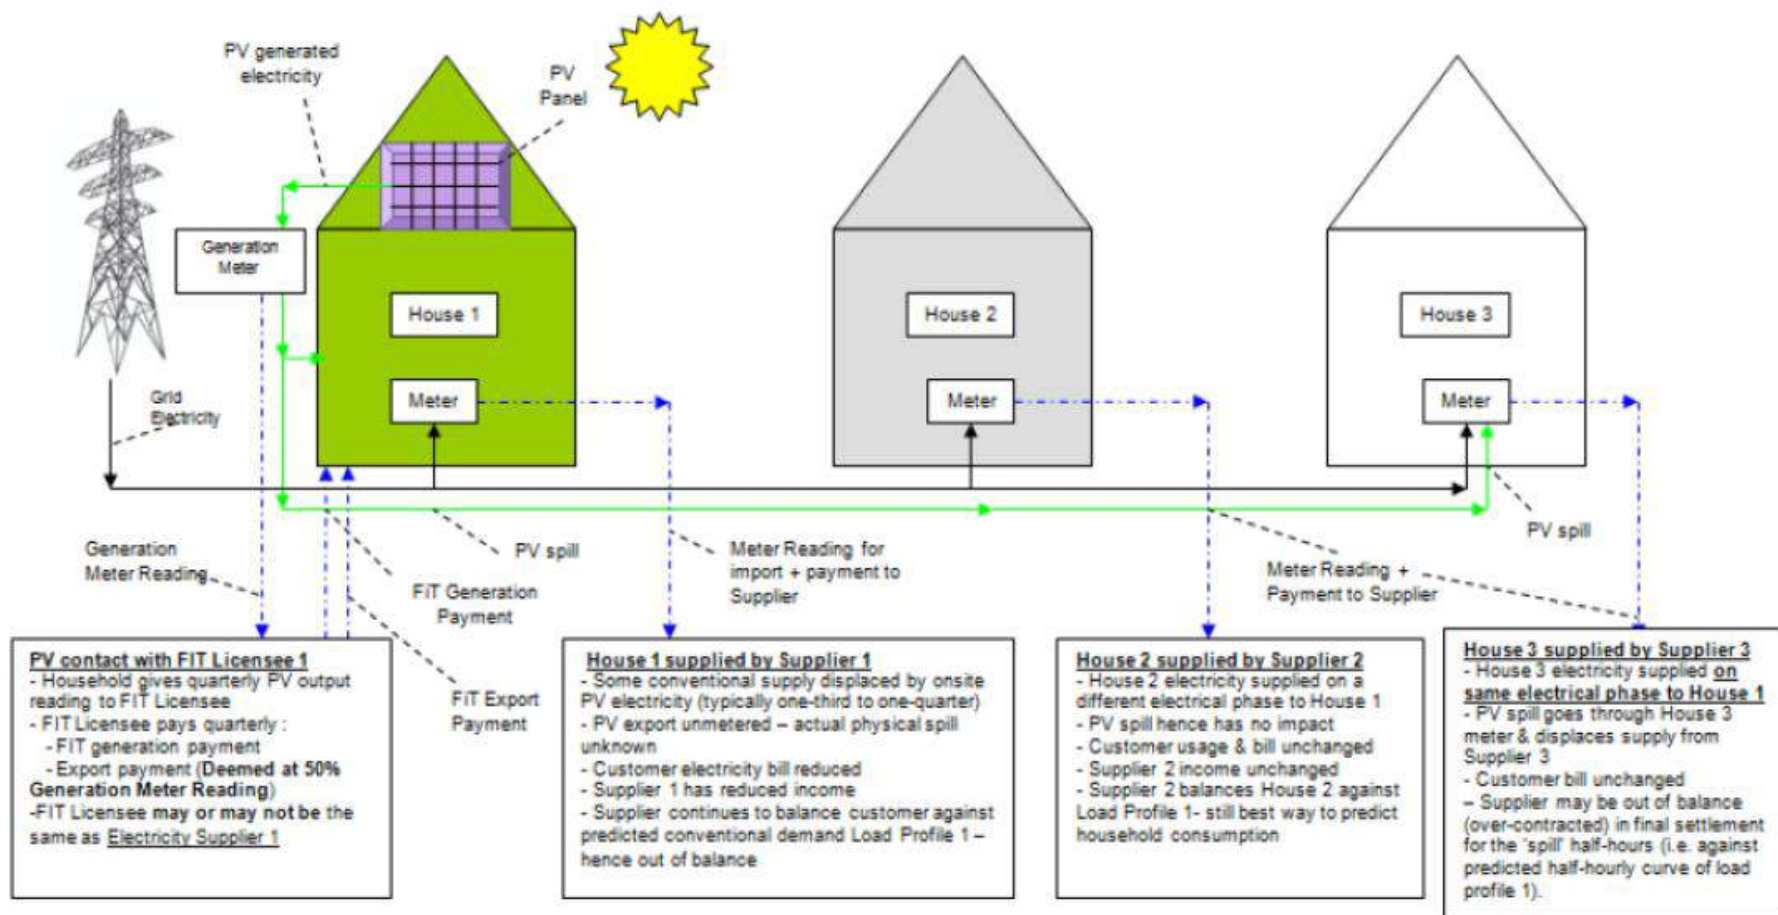 PV generated
electricity
PV
Panel
Generation
Meter
House 1
House 2
House 3
Meter
Meter
Meter
Grid
Electricity
Generation
Meter Reading
PV spill
FiT Generation
Payment
FiT Export
Payment
Meter Reading for
import + payment to
Supplier
Meter Reading +
Payment to Supplier
PV spill
PV contact with FIT Licensee 1
- Household gives quarterly PV output
reading to FIT Licensee
- FIT Licensee pays quarterly :
- FIT generation payment
- Export payment (Deemed at 50%
Generation Meter Reading)
-FIT Licensee may or may not be the
same as Electricity Supplier 1
House 1 supplied by Supplier 1
- Some conventional supply displaced by onsite
PV electricity (typically one-third to one-quarter)
- PV export unmetered – actual physical spill
unknown
- Customer electricity bill reduced
- Supplier 1 has reduced income
- Supplier continues to balance customer against
predicted conventional demand Load Profile 1 –
hence out of balance
House 2 supplied by Supplier 2
- House 2 electricity supplied on a
different electrical phase to House 1
- PV spill hence has no impact
- Customer usage & bill unchanged
- Supplier 2 income unchanged
- Supplier 2 balances House 2 against
Load Profile 1- still best way to predict
household consumption
House 3 supplied by Supplier 3
- House 3 electricity supplied on
same electrical phase to House 1
- PV spill goes through House 3
meter & displaces supply from
Supplier 3
- Customer bill unchanged
– Supplier may be out of balance
(over-contracted) in final settlement
for the 'spill' half-hours (i.e. against
predicted half-hourly curve of load
profile 1).